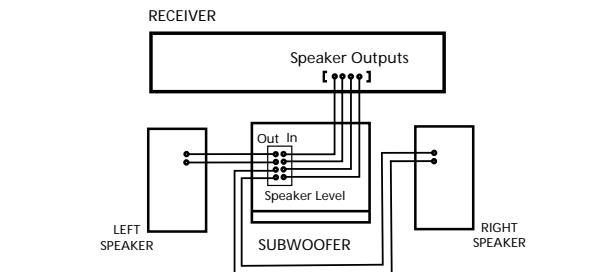 RECEIVER
Speaker Outputs
Out In
Speaker Level
LEFT
SPEAKER
SUBWOOFER
RIGHT
SPEAKER